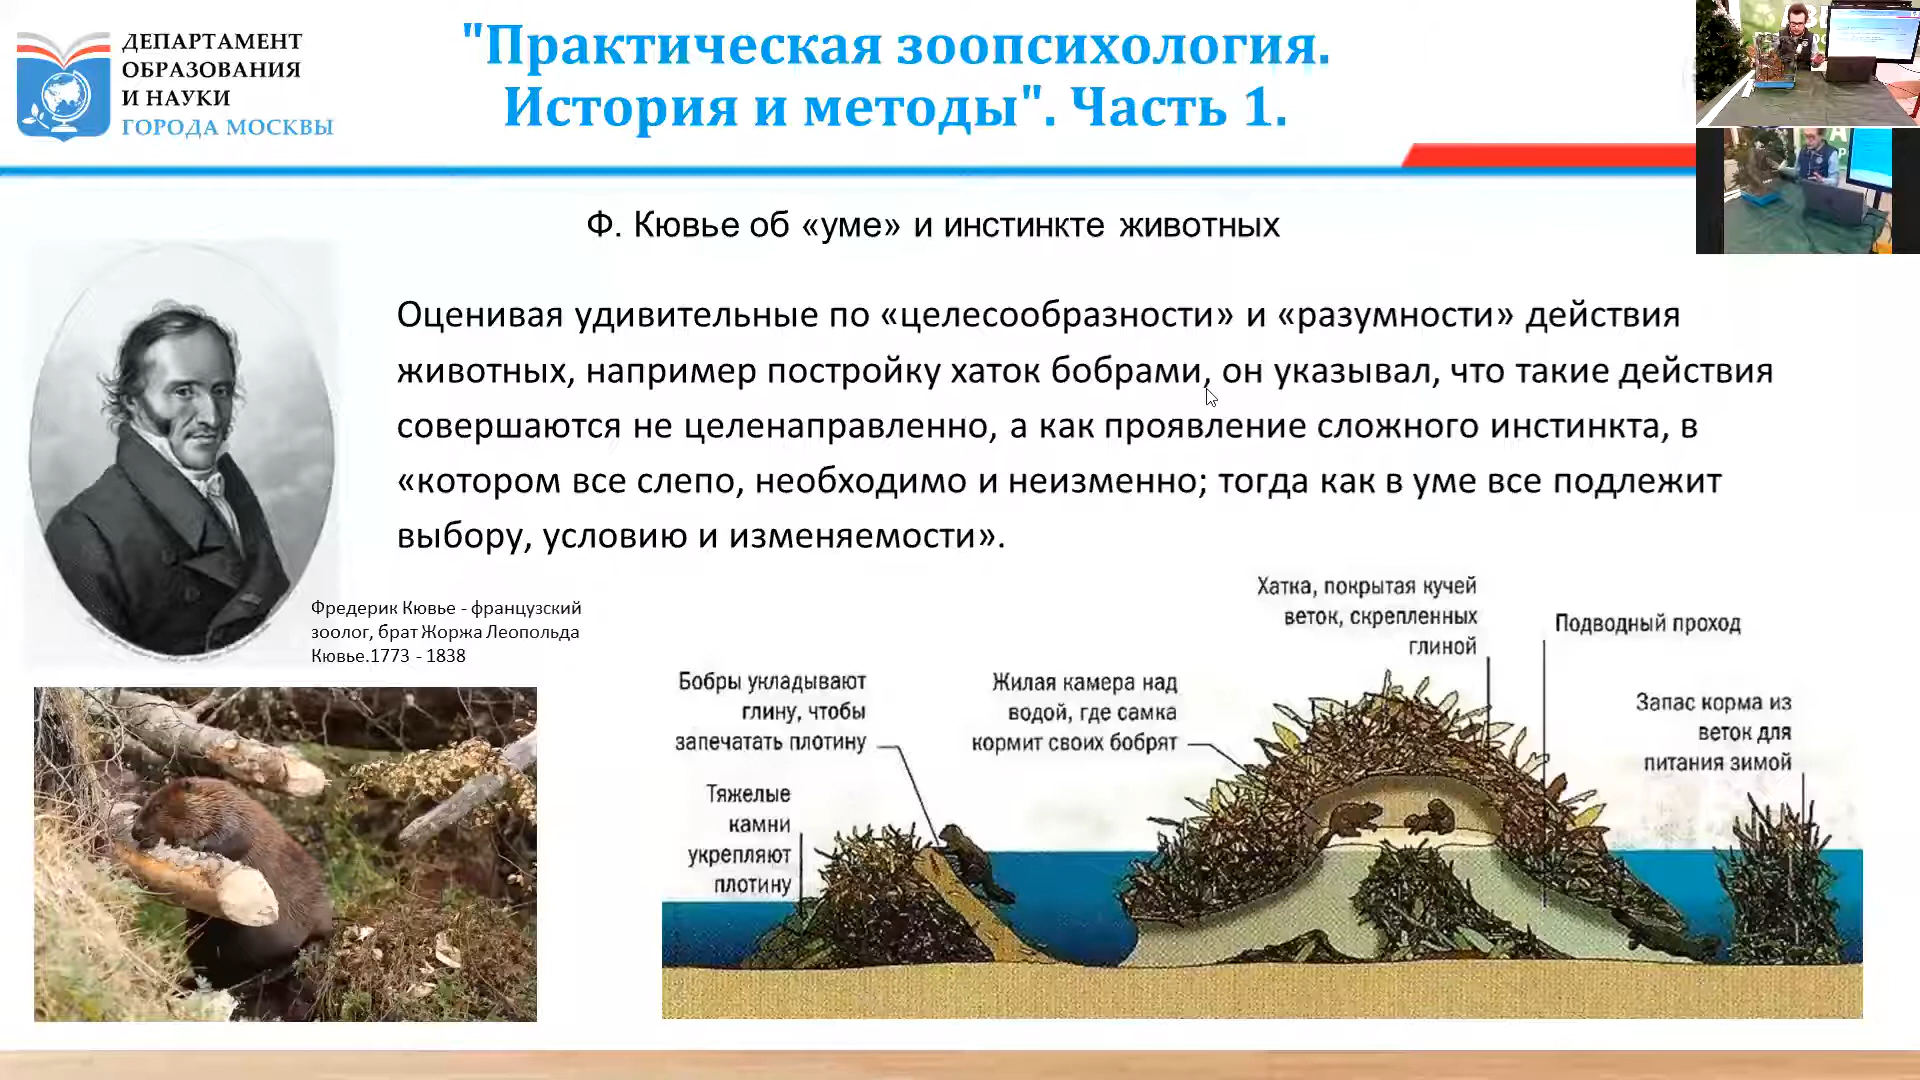 ДЕПАРТАМЕНТ
ОБРАЗОВАНИЯ
И НАУКИ
ГОРОДА МОСКВЫ
"Практическая зоопсихология.
История и методы". Часть 1.
Ф. Кювье об «уме» и инстинкте животных
Оценивая удивительные по «целесообразности» и «разумности» действия
животных, например постройку хаток бобрами, он указывал, что такие действия
совершаются не целенаправленно, а как проявление сложного инстинкта, в
«котором все слепо, необходимо и неизменно; тогда как в уме все подлежит
выбору, условию и изменяемости».
Фредерик Кювье - французский
зоолог, брат Жоржа Леопольда
Кювье.1773 - 1838
Бобры укладывают
глину, чтобы
запечатать плотину
Тяжелые
камни
укрепляют
плотину
Жилая камера над
водой, где самка
кормит своих бобрят
Хатка, покрытая кучей
веток, скрепленных
глиной
Подводный проход
Запас корма из
веток для
питания зимой